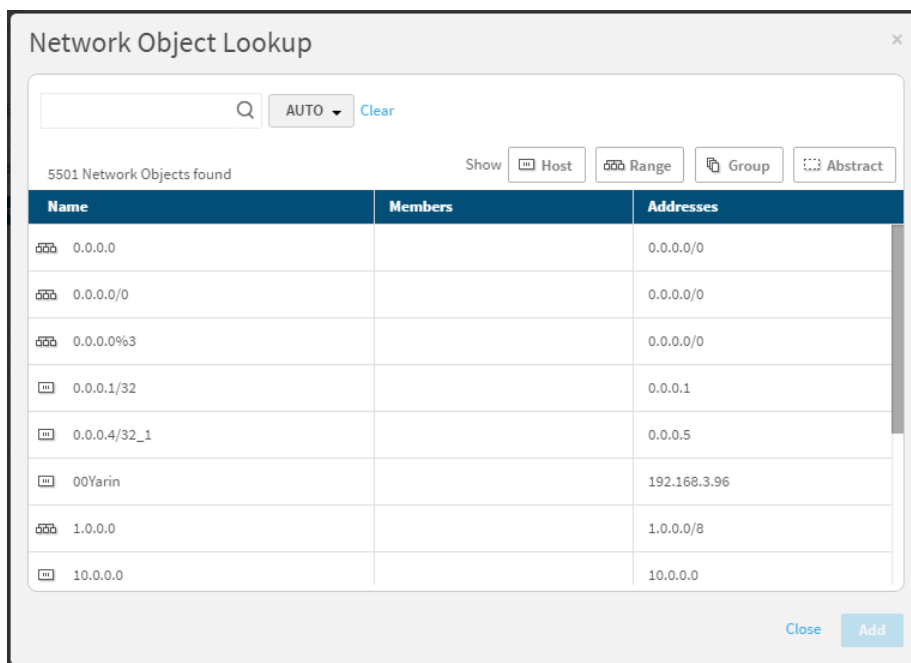 Network Object Lookup ×
AUTO Clear
5501 Network Objects found Show Host Range Group Abstract
Name Members Addresses
0.0.0.0 0.0.0.0/0
0.0.0.0/0 0.0.0.0/0
0.0.0.0%3 0.0.0.0/0
0.0.0.1/32 0.0.0.1
0.0.0.4/32_1 0.0.0.5
00Yarin 192.168.3.96
1.0.0.0 1.0.0.0/8
10.0.0.0 10.0.0.0
Close Add